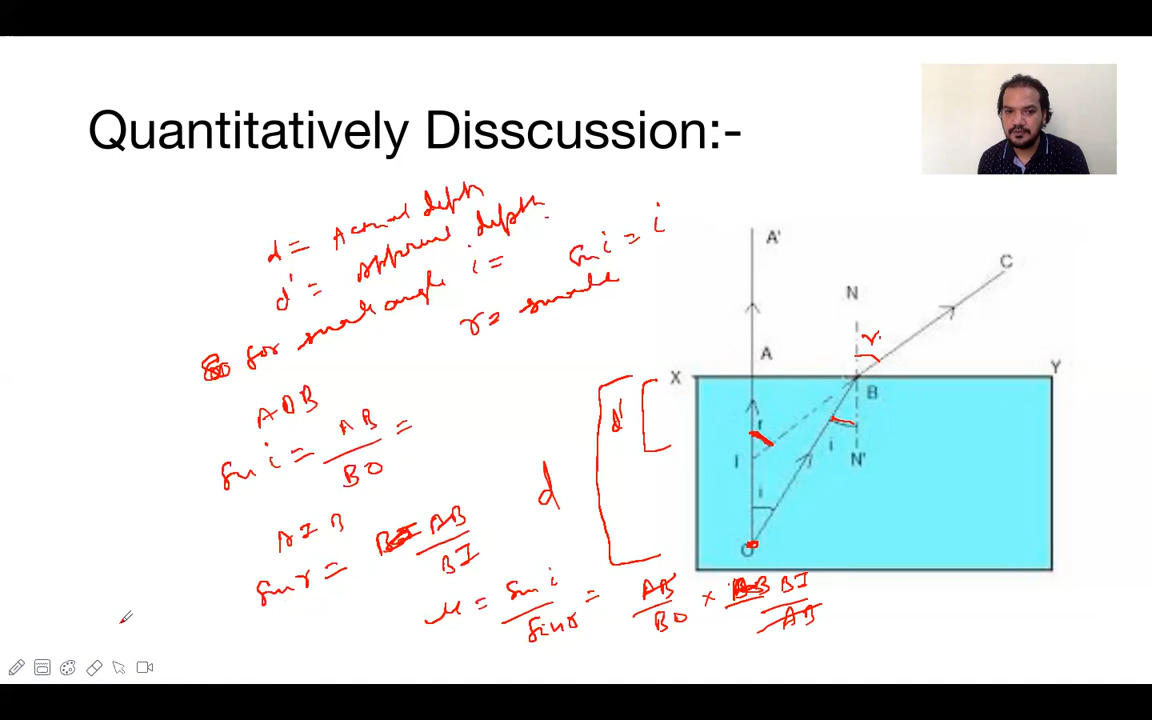 Quantitatively Disscussion:-
d = Actual depth
d' = Apparent depth.
for small angle i = sin i = i
r = smalle
AOB
sin i = AB / BO =
AIB
sin r = AB / BI
μ = sin i / sin r = AB / BO × BI / AB
d
d'
A'
C
N
r
A
X
Y
B
r
i
I
N'
i
O